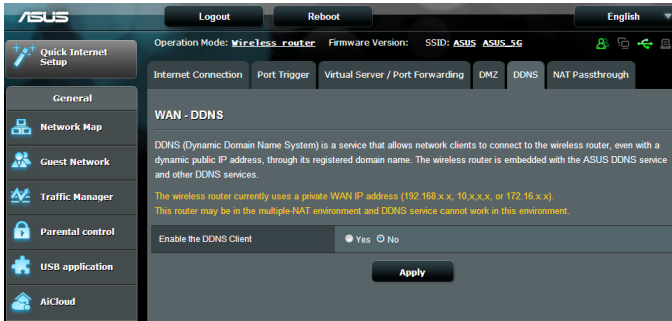 ASUS
Logout
Reboot
English
Quick Internet
Setup
Operation Mode: Wireless router Firmware Version: SSID: ASUS ASUS_5G
Internet Connection
Port Trigger
Virtual Server / Port Forwarding
DMZ
DDNS
NAT Passthrough
General
Network Map
Guest Network
Traffic Manager
Parental control
USB application
AiCloud
WAN - DDNS
DDNS (Dynamic Domain Name System) is a service that allows network clients to connect to the wireless router, even with a
dynamic public IP address, through its registered domain name. The wireless router is embedded with the ASUS DDNS service
and other DDNS services.
The wireless router currently uses a private WAN IP address (192.168.x.x, 10,x,x,x, or 172.16.x.x).
This router may be in the multiple-NAT environment and DDNS service cannot work in this environment.
Enable the DDNS Client
Yes No
Apply